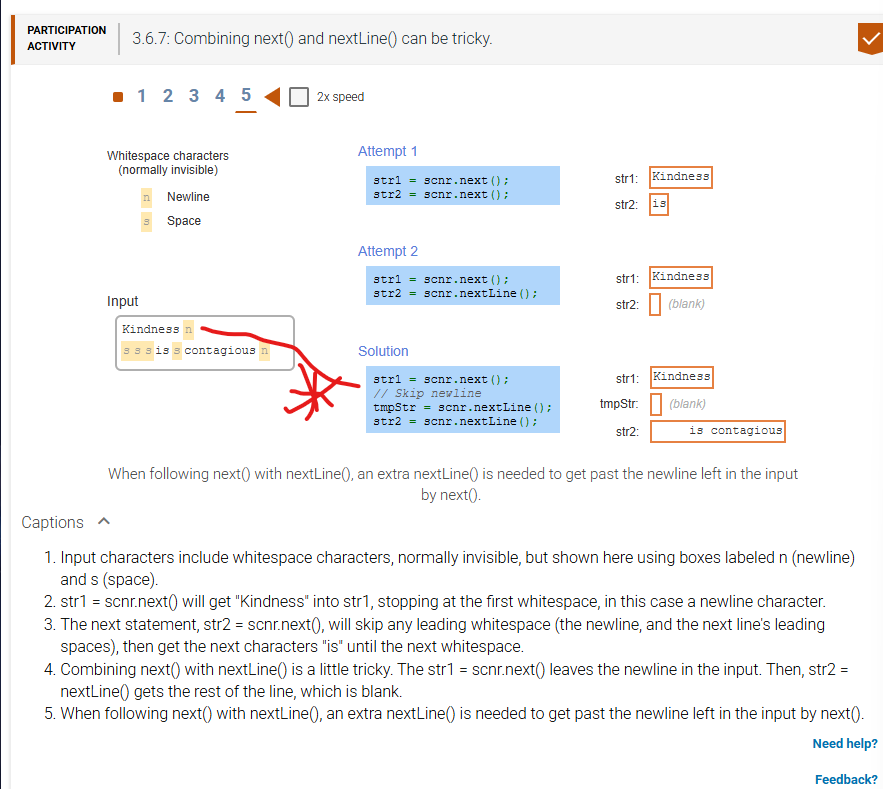 PARTICIPATION
ACTIVITY
3.6.7: Combining next() and nextLine() can be tricky.
1 2 3 4 5 2x speed
Whitespace characters
(normally invisible)
n Newline
s Space
Input
Kindness n
s s s is s contagious n
Attempt 1
str1 = scnr.next();
str2 = scnr.next();
str1: Kindness
str2: is
Attempt 2
str1 = scnr.next();
str2 = scnr.nextLine();
str1: Kindness
str2: (blank)
Solution
str1 = scnr.next();
// Skip newline
tmpStr = scnr.nextLine();
str2 = scnr.nextLine();
str1: Kindness
tmpStr: (blank)
str2: is contagious
When following next() with nextLine(), an extra nextLine() is needed to get past the newline left in the input
by next().
Captions
1. Input characters include whitespace characters, normally invisible, but shown here using boxes labeled n (newline)
and s (space).
2. str1 = scnr.next() will get "Kindness" into str1, stopping at the first whitespace, in this case a newline character.
3. The next statement, str2 = scnr.next(), will skip any leading whitespace (the newline, and the next line's leading
spaces), then get the next characters "is" until the next whitespace.
4. Combining next() with nextLine() is a little tricky. The str1 = scnr.next() leaves the newline in the input. Then, str2 =
nextLine() gets the rest of the line, which is blank.
5. When following next() with nextLine(), an extra nextLine() is needed to get past the newline left in the input by next().
Need help?
Feedback?